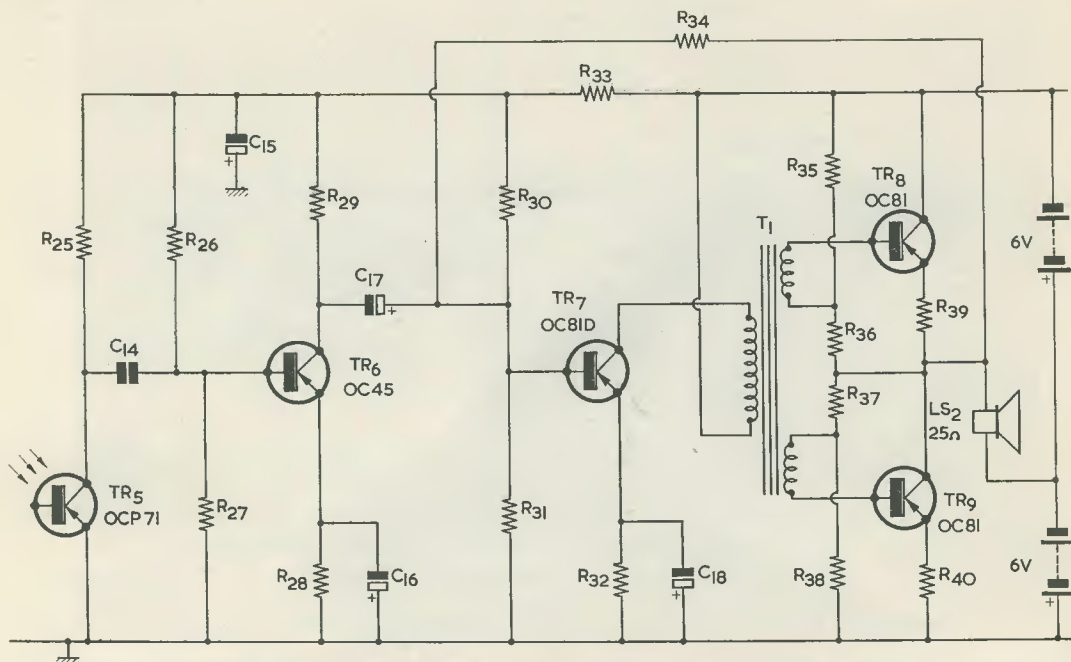 R34
R33
C15
R25
R26
R29
R30
R35
TR8
OC81
T1
6V
C17
TR7
OC81D
R39
C14
R36
TR6
OC45
R37
LS2
25Ω
TR5
OCP71
R27
R31
TR9
OC81
R28
C16
R32
C18
R38
R40
6V
+
+
+
+
+
+